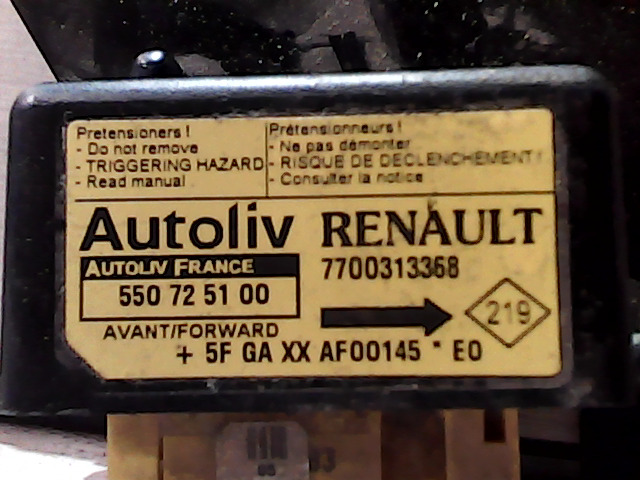 Pretensioners !
- Do not remove
- TRIGGERING HAZARD
- Read manual
Prétensionneurs !
- Ne pas démonter
- RISQUE DE DECLENCHEMENT !
- Consulter la notice
Autoliv RENAULT
AUTOLIV FRANCE
7700313368
550 72 51 00
219
AVANT/FORWARD
+ 5F GA XX AF00145 * E0